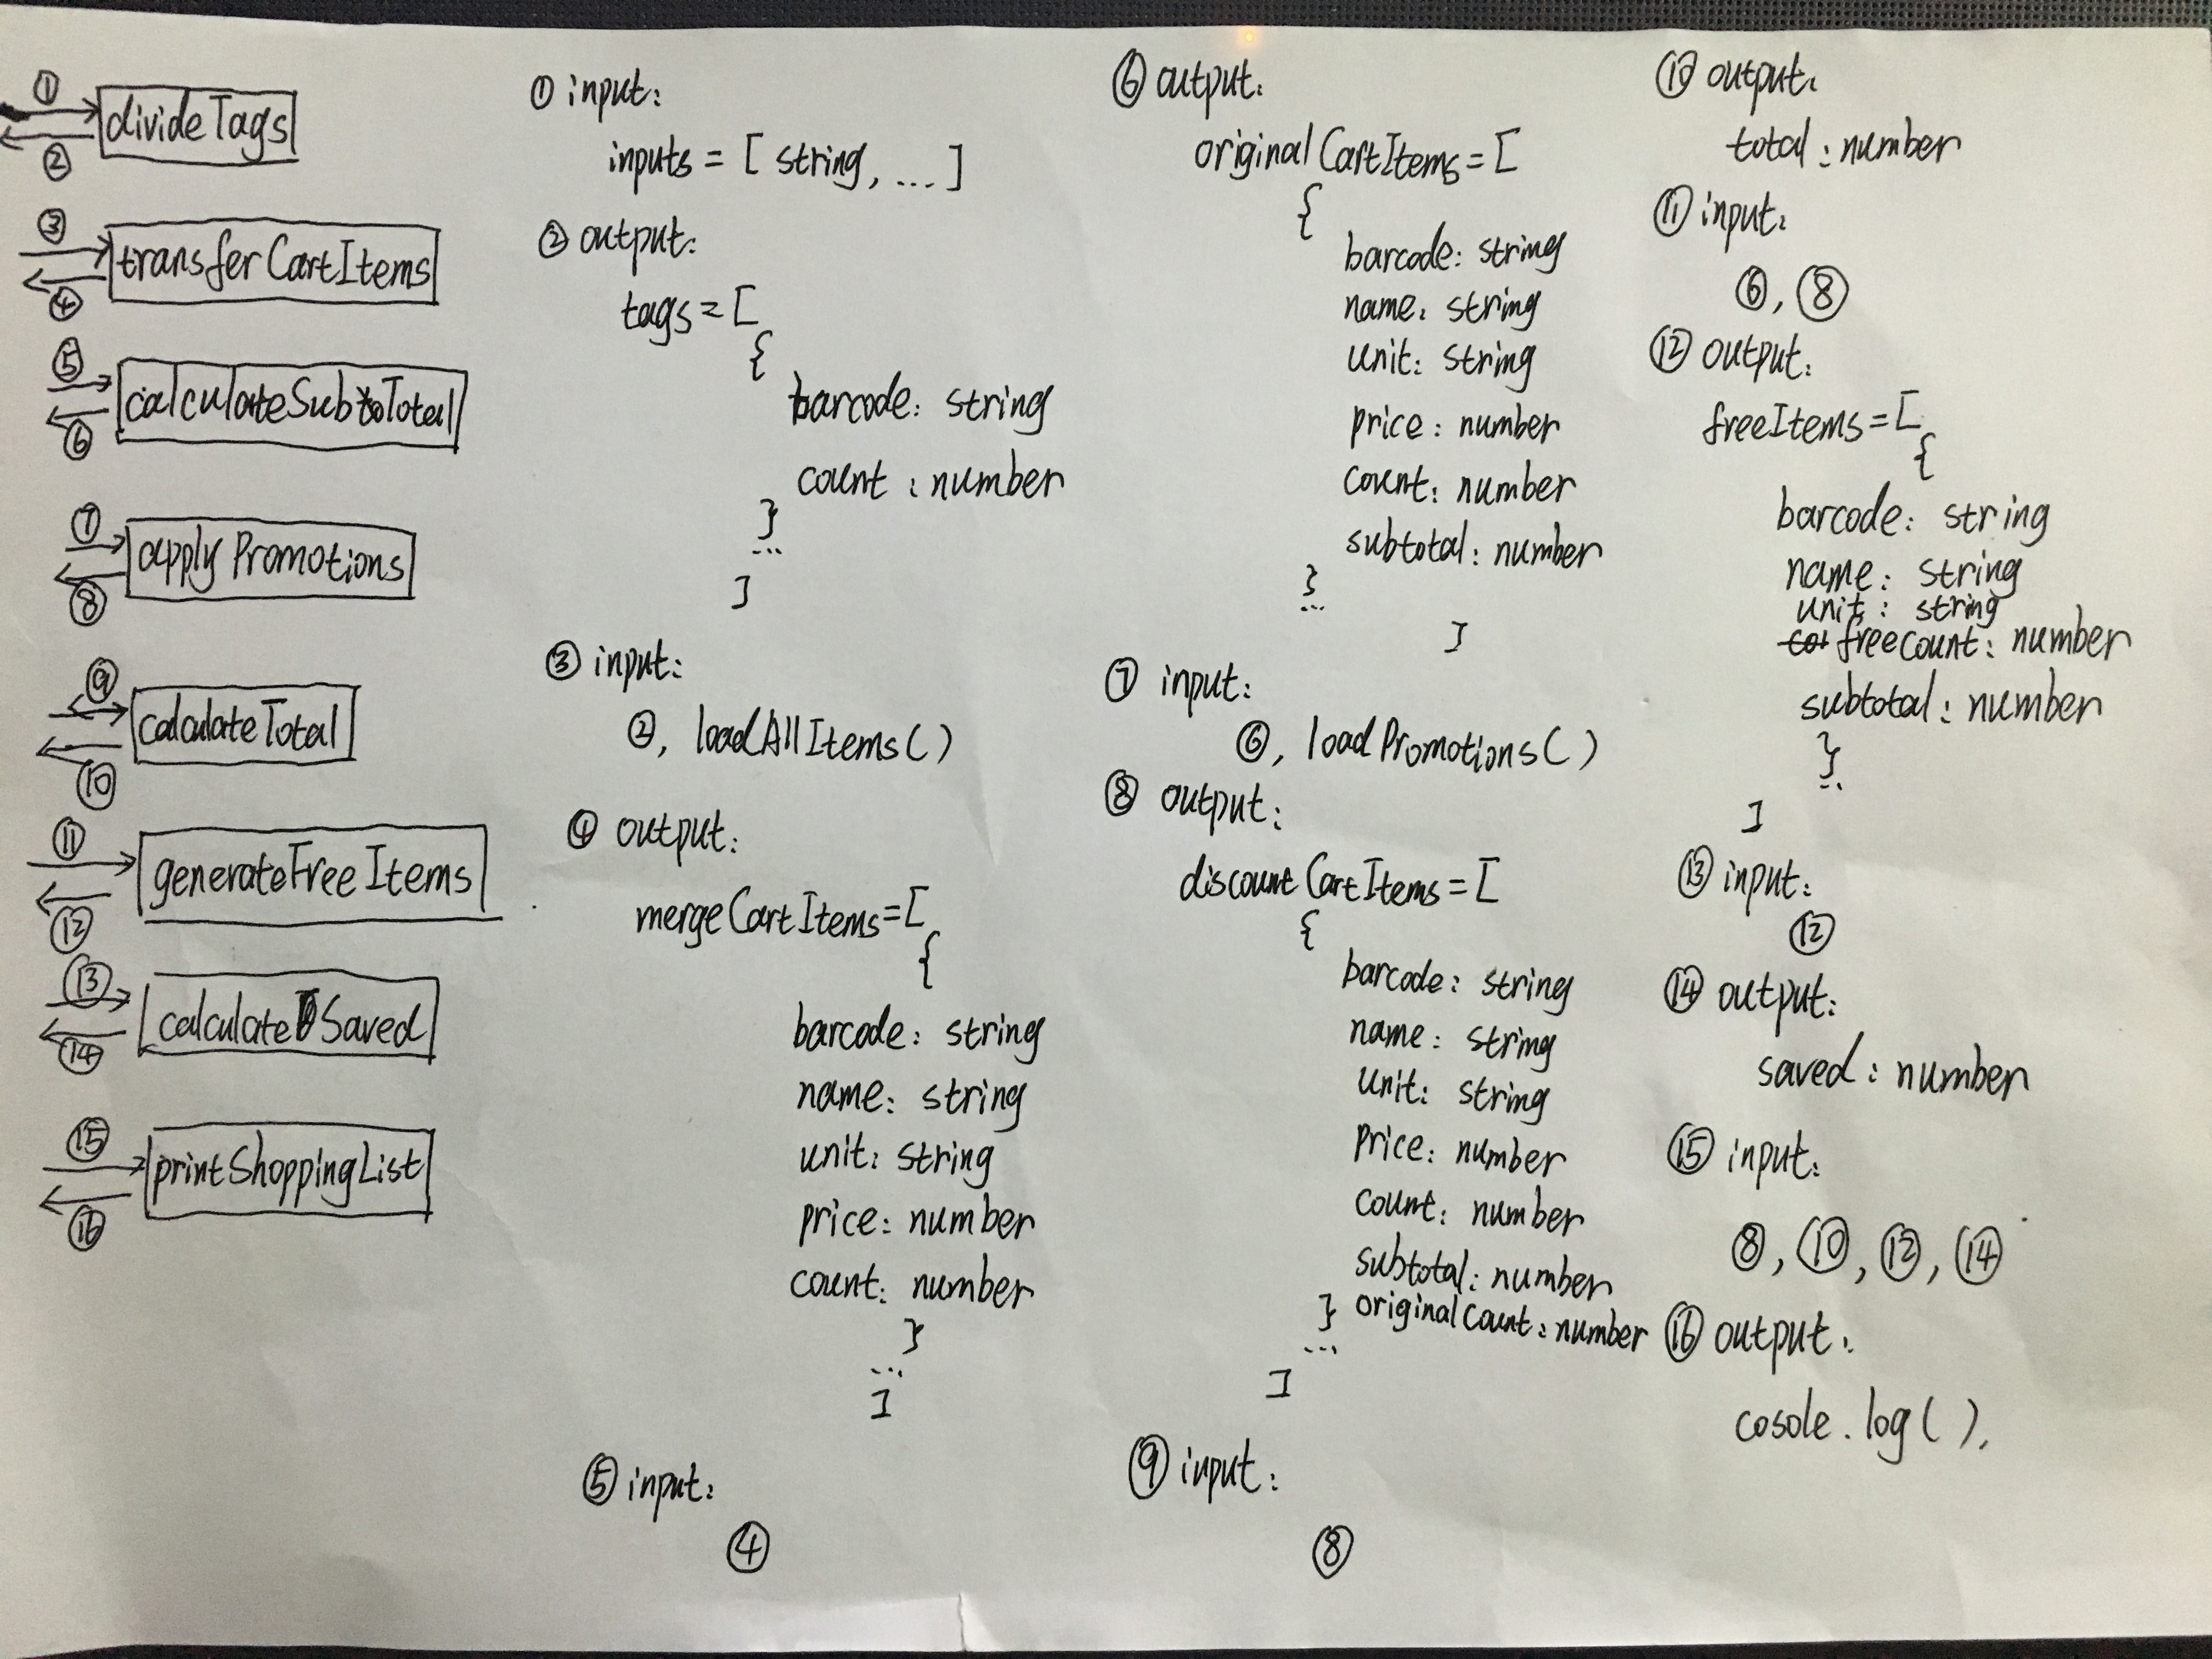 ① ② divideTags
③ ④ transferCartItems
⑤ ⑥ calculateSubTotal
⑦ ⑧ apply Promotions
⑨ ⑩ calculateTotal
⑪ ⑫ generateFreeItems
⑬ ⑭ calculate Saved
⑮ ⑯ printShoppingList
① input:
inputs = [ string, ... ]
② output:
tags = [
{
barcode: string
count : number
}
...
]
③ input:
②, loadAllItems()
④ output:
mergeCartItems = [
{
barcode: string
name: string
unit: string
price: number
count: number
}
...
]
⑤ input:
④
⑥ output:
originalCartItems = [
{
barcode: string
name: string
unit: string
price: number
count: number
subtotal: number
}
...
]
⑦ input:
⑥, loadPromotions()
⑧ output:
discountCartItems = [
{
barcode: string
name: string
unit: string
price: number
count: number
subtotal: number
originalCount: number
}
...
]
⑨ input:
⑧
⑩ output:
total : number
⑪ input:
⑥, ⑧
⑫ output:
freeItems = [
{
barcode: string
name: string
unit: string
freeCount: number
subtotal: number
}
...
]
⑬ input:
⑫
⑭ output:
saved : number
⑮ input:
⑧, ⑩, ⑫, ⑭
⑯ output:
cosole.log().